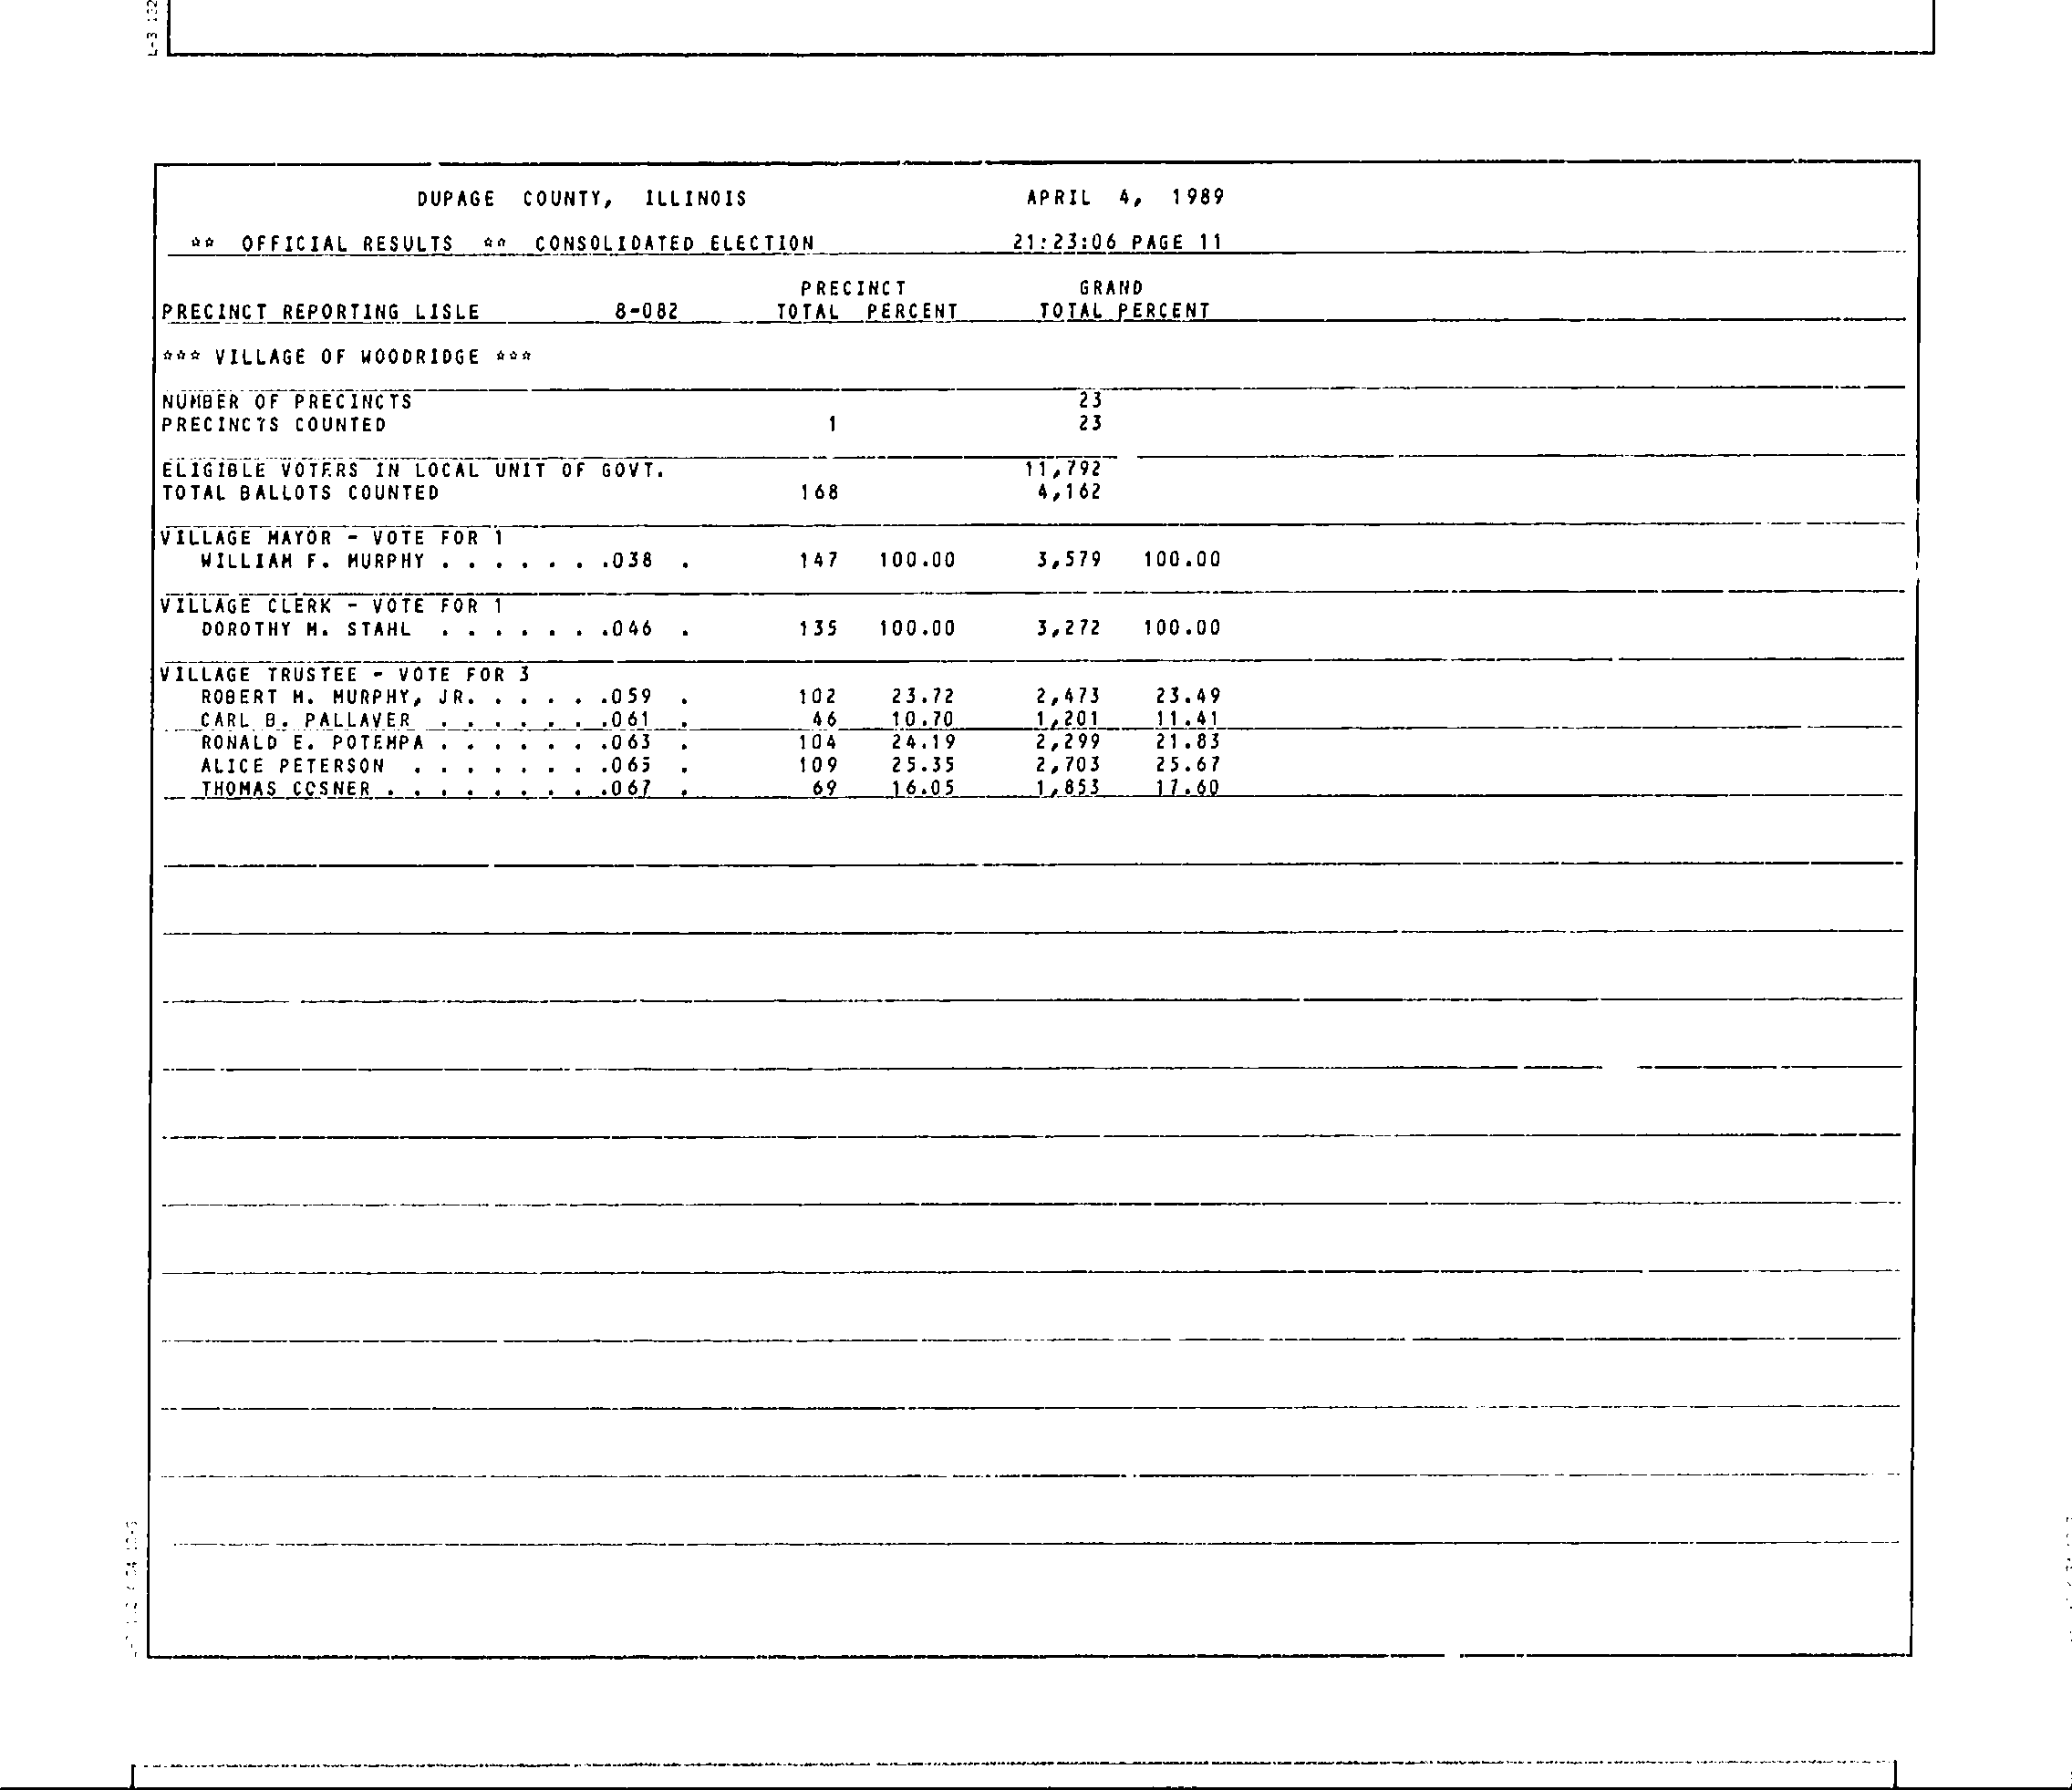 L-3 132
DUPAGE COUNTY, ILLINOIS APRIL 4, 1989
** OFFICIAL RESULTS ** CONSOLIDATED ELECTION 21:23:06 PAGE 11
PRECINCT GRAND
PRECINCT REPORTING LISLE 8-082 TOTAL PERCENT TOTAL PERCENT
*** VILLAGE OF WOODRIDGE ***
NUMBER OF PRECINCTS 23
PRECINCTS COUNTED 1 23
ELIGIBLE VOTERS IN LOCAL UNIT OF GOVT. 11,792
TOTAL BALLOTS COUNTED 168 4,162
VILLAGE MAYOR - VOTE FOR 1
WILLIAM F. MURPHY . . . . . . .038 . 147 100.00 3,579 100.00
VILLAGE CLERK - VOTE FOR 1
DOROTHY M. STAHL . . . . . . .046 . 135 100.00 3,272 100.00
VILLAGE TRUSTEE - VOTE FOR 3
ROBERT M. MURPHY, JR. . . . . .059 . 102 23.72 2,473 23.49
CARL B. PALLAVER . . . . . . .061 . 46 10.70 1,201 11.41
RONALD E. POTEMPA . . . . . . .063 . 104 24.19 2,299 21.83
ALICE PETERSON . . . . . . . .065 . 109 25.35 2,703 25.67
THOMAS COSNER . . . . . . . . .067 . 69 16.05 1,853 17.60